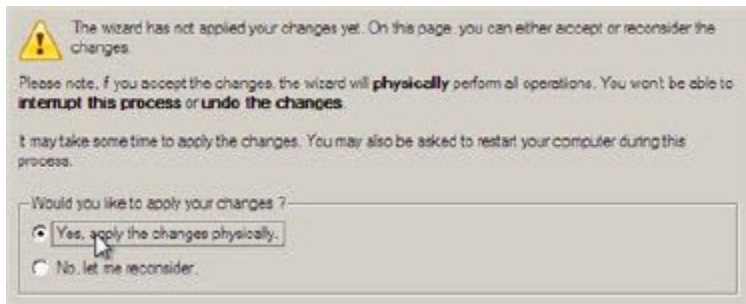 The wizard has not applied your changes yet. On this page, you can either accept or reconsider the
changes.
Please note, if you accept the changes, the wizard will physically perform all operations. You won't be able to
interrupt this process or undo the changes.
It may take some time to apply the changes. You may also be asked to restart your computer during this
process.
Would you like to apply your changes ?
Yes, apply the changes physically.
No, let me reconsider.